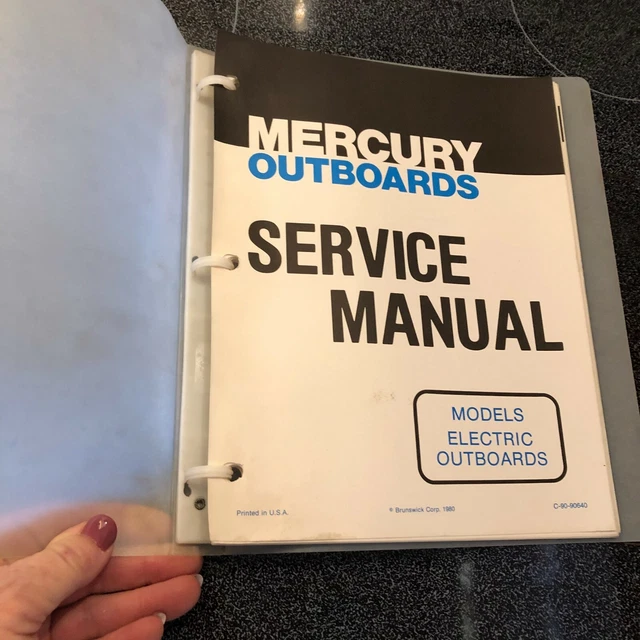 MERCURY
OUTBOARDS
SERVICE
MANUAL
MODELS
ELECTRIC
OUTBOARDS
Printed in U.S.A.
© Brunswick Corp. 1980
C-90-90640